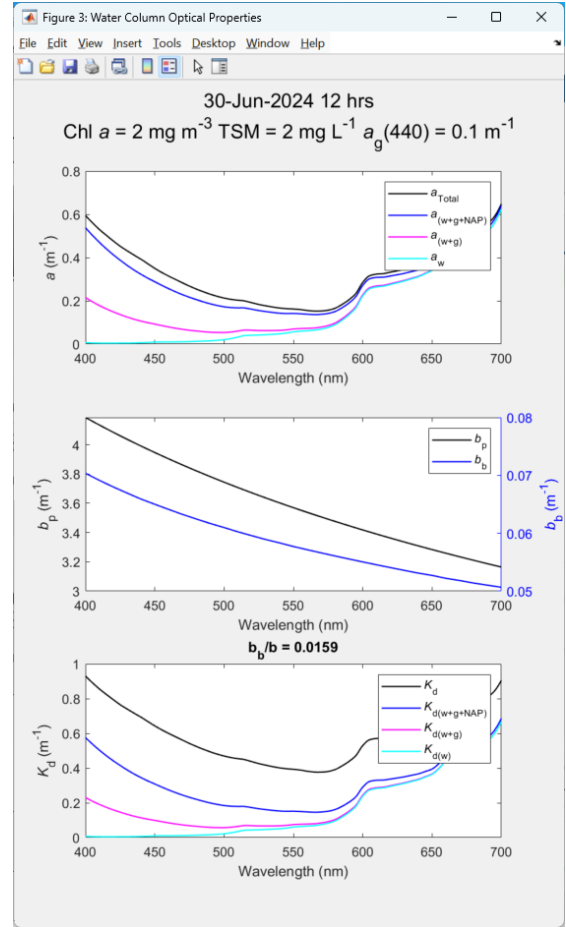 Figure 3: Water Column Optical Properties
File Edit View Insert Tools Desktop Window Help
30-Jun-2024 12 hrs
Chl a = 2 mg m-3 TSM = 2 mg L-1 ag(440) = 0.1 m-1
0.8
0.6
0.4
0.2
0
a (m-1)
aTotal
a(w+g+NAP)
a(w+g)
aw
400 450 500 550 600 650 700
Wavelength (nm)
4
3.8
3.6
3.4
3.2
3
bp (m-1)
bp
bb
0.08
0.07
0.06
0.05
bb (m-1)
400 450 500 550 600 650 700
Wavelength (nm)
bb/b = 0.0159
1
0.8
0.6
0.4
0.2
0
Kd (m-1)
Kd
Kd(w+g+NAP)
Kd(w+g)
Kd(w)
400 450 500 550 600 650 700
Wavelength (nm)